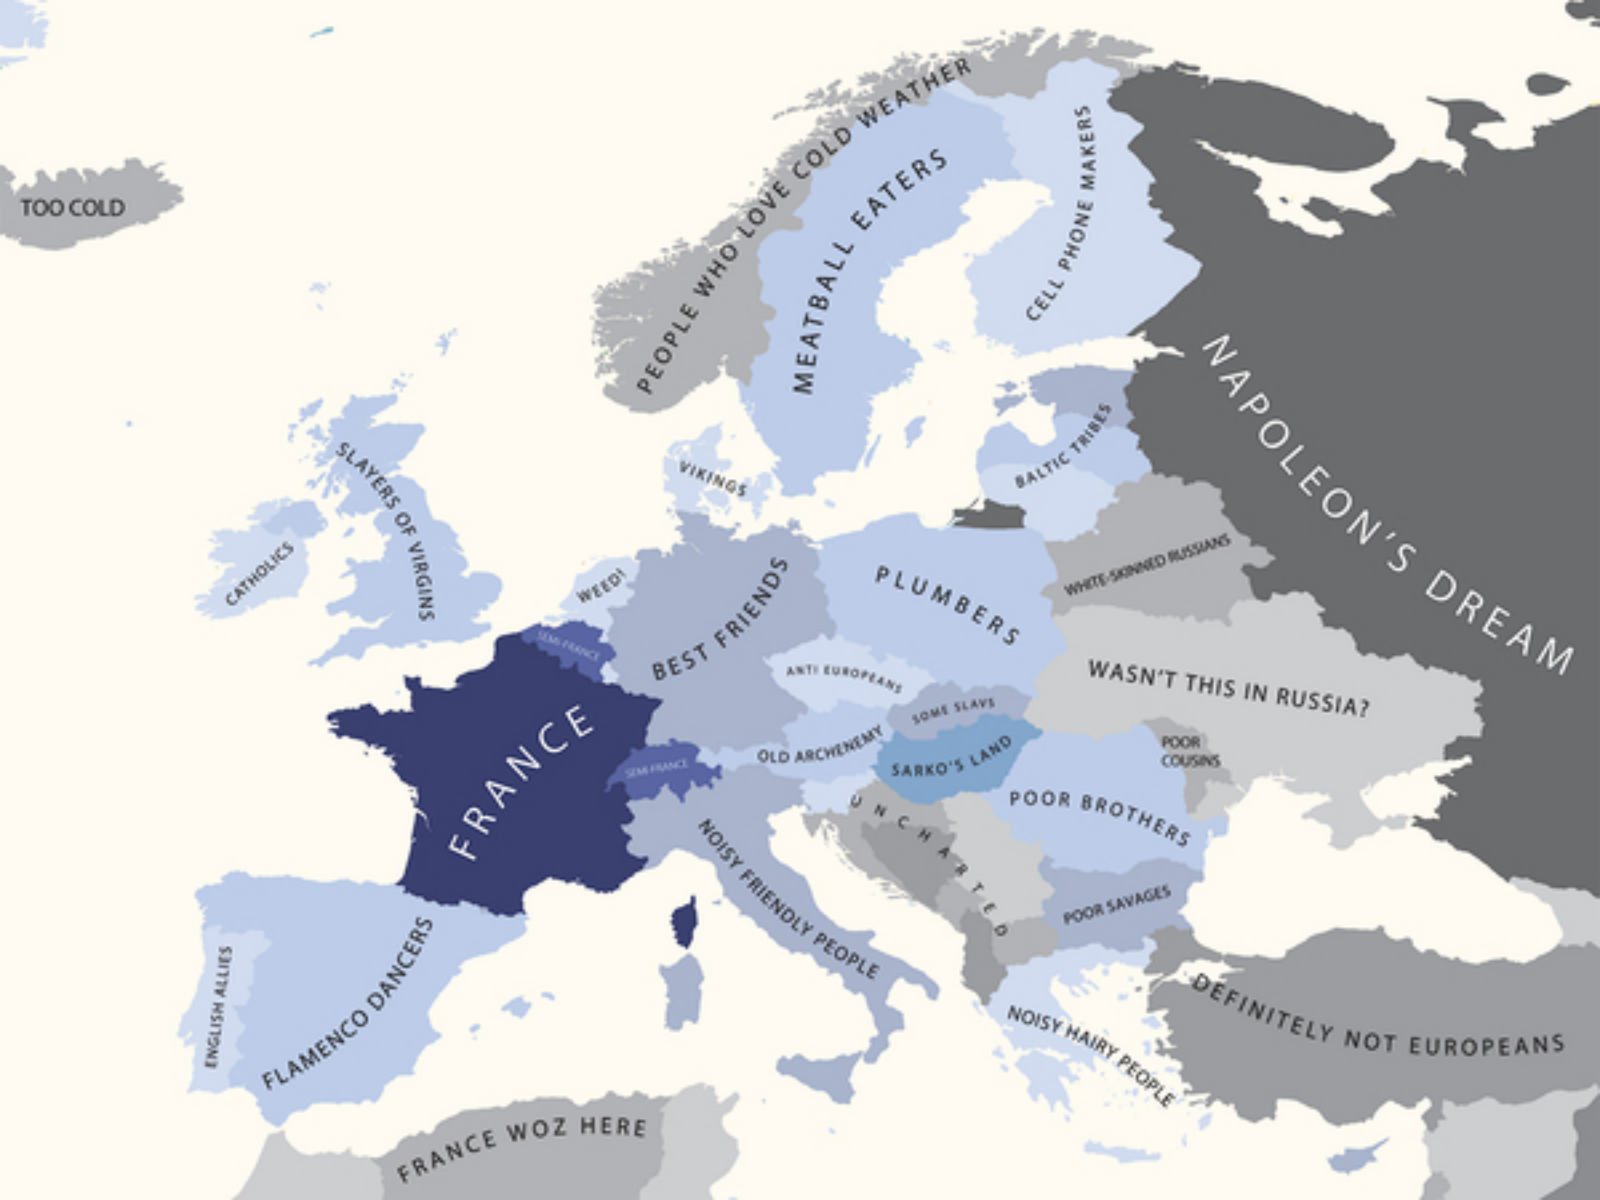 TOO COLD
PEOPLE WHO LOVE COLD WEATHER
MEATBALL EATERS
CELL PHONE MAKERS
NAPOLEON'S DREAM
SLAYERS OF VIRGINS
CATHOLICS
VIKINGS
BALTIC TRIBES
WHITE-SKINNED RUSSIANS
WEED!
BEST FRIENDS
PLUMBERS
SEMI-FRANCE
ANTI EUROPEANS
WASN'T THIS IN RUSSIA?
SOME SLAVS
FRANCE
SEMI-FRANCE
OLD ARCHENEMY
SARKO'S LAND
POOR
COUSINS
POOR BROTHERS
UNCHARTED
NOISY FRIENDLY PEOPLE
POOR SAVAGES
ENGLISH ALLIES
FLAMENCO DANCERS
NOISY HAIRY PEOPLE
DEFINITELY NOT EUROPEANS
FRANCE WOZ HERE